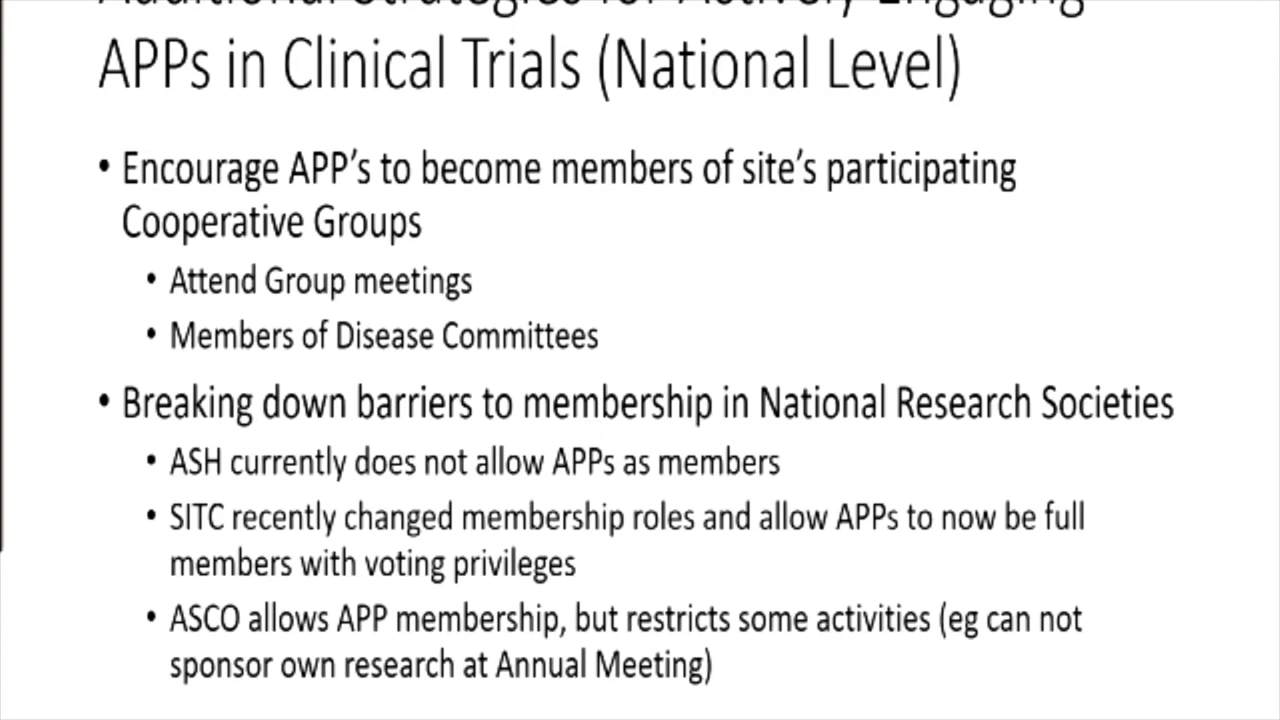 Additional Strategies for Actively Engaging
APPs in Clinical Trials (National Level)
• Encourage APP's to become members of site's participating
Cooperative Groups
• Attend Group meetings
• Members of Disease Committees
• Breaking down barriers to membership in National Research Societies
• ASH currently does not allow APPs as members
• SITC recently changed membership roles and allow APPs to now be full
members with voting privileges
• ASCO allows APP membership, but restricts some activities (eg can not
sponsor own research at Annual Meeting)